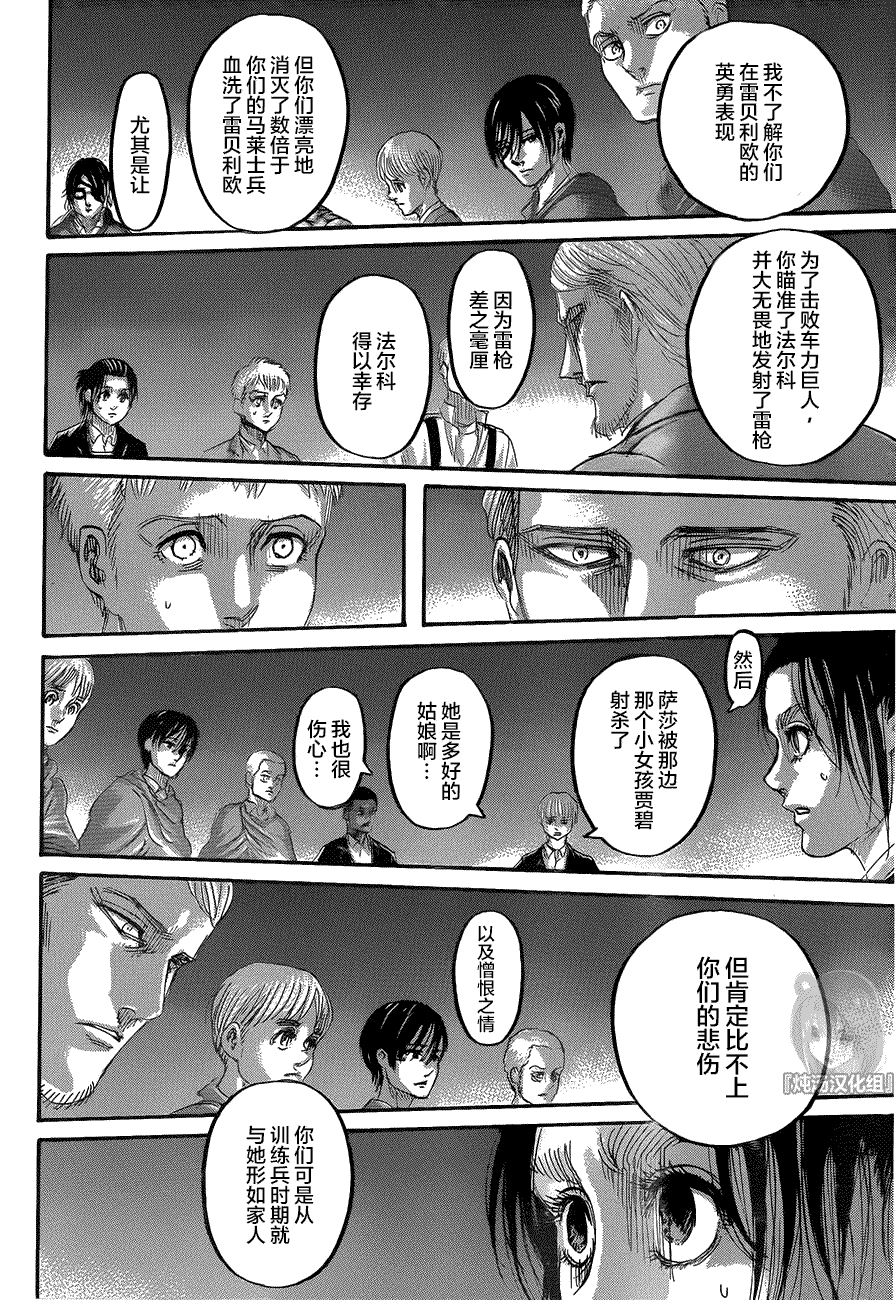 我不了解你们
在雷贝利欧的
英勇表现
但你们漂亮地
消灭了数倍于
你们的马莱士兵
血洗了雷贝利欧
尤其是让
为了击败车力巨人，
你瞄准了法尔科
并大无畏地发射了雷枪
因为雷枪
差之毫厘
法尔科
得以幸存
然后
萨莎被那边
那个小女孩贾碧
射杀了
她是多好的
姑娘啊…
我也很
伤心…
但肯定比不上
你们的悲伤
以及憎恨之情
你们可是从
训练兵时期就
与她形如家人